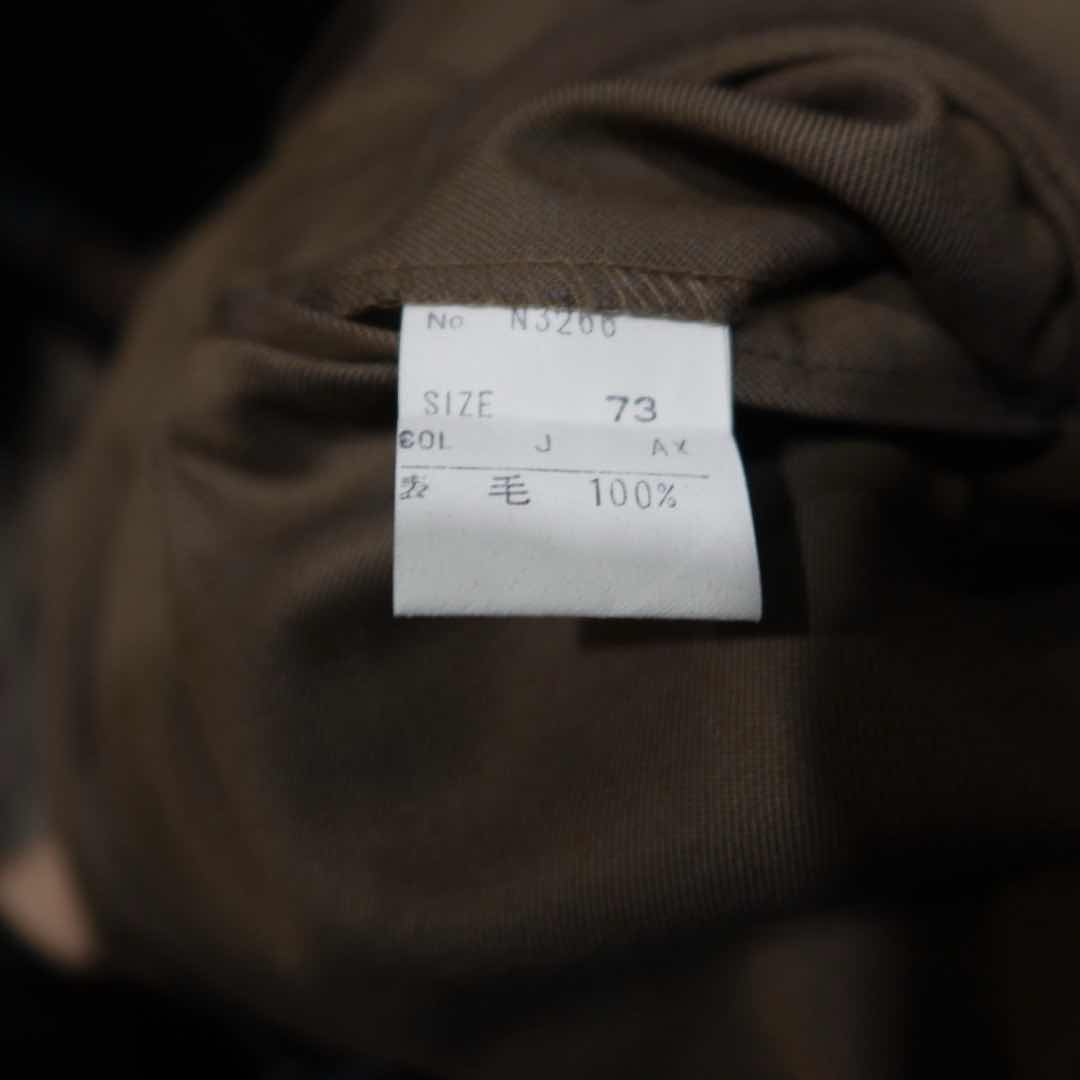 No N3266
SIZE 73
COL J AX
表 毛 100%